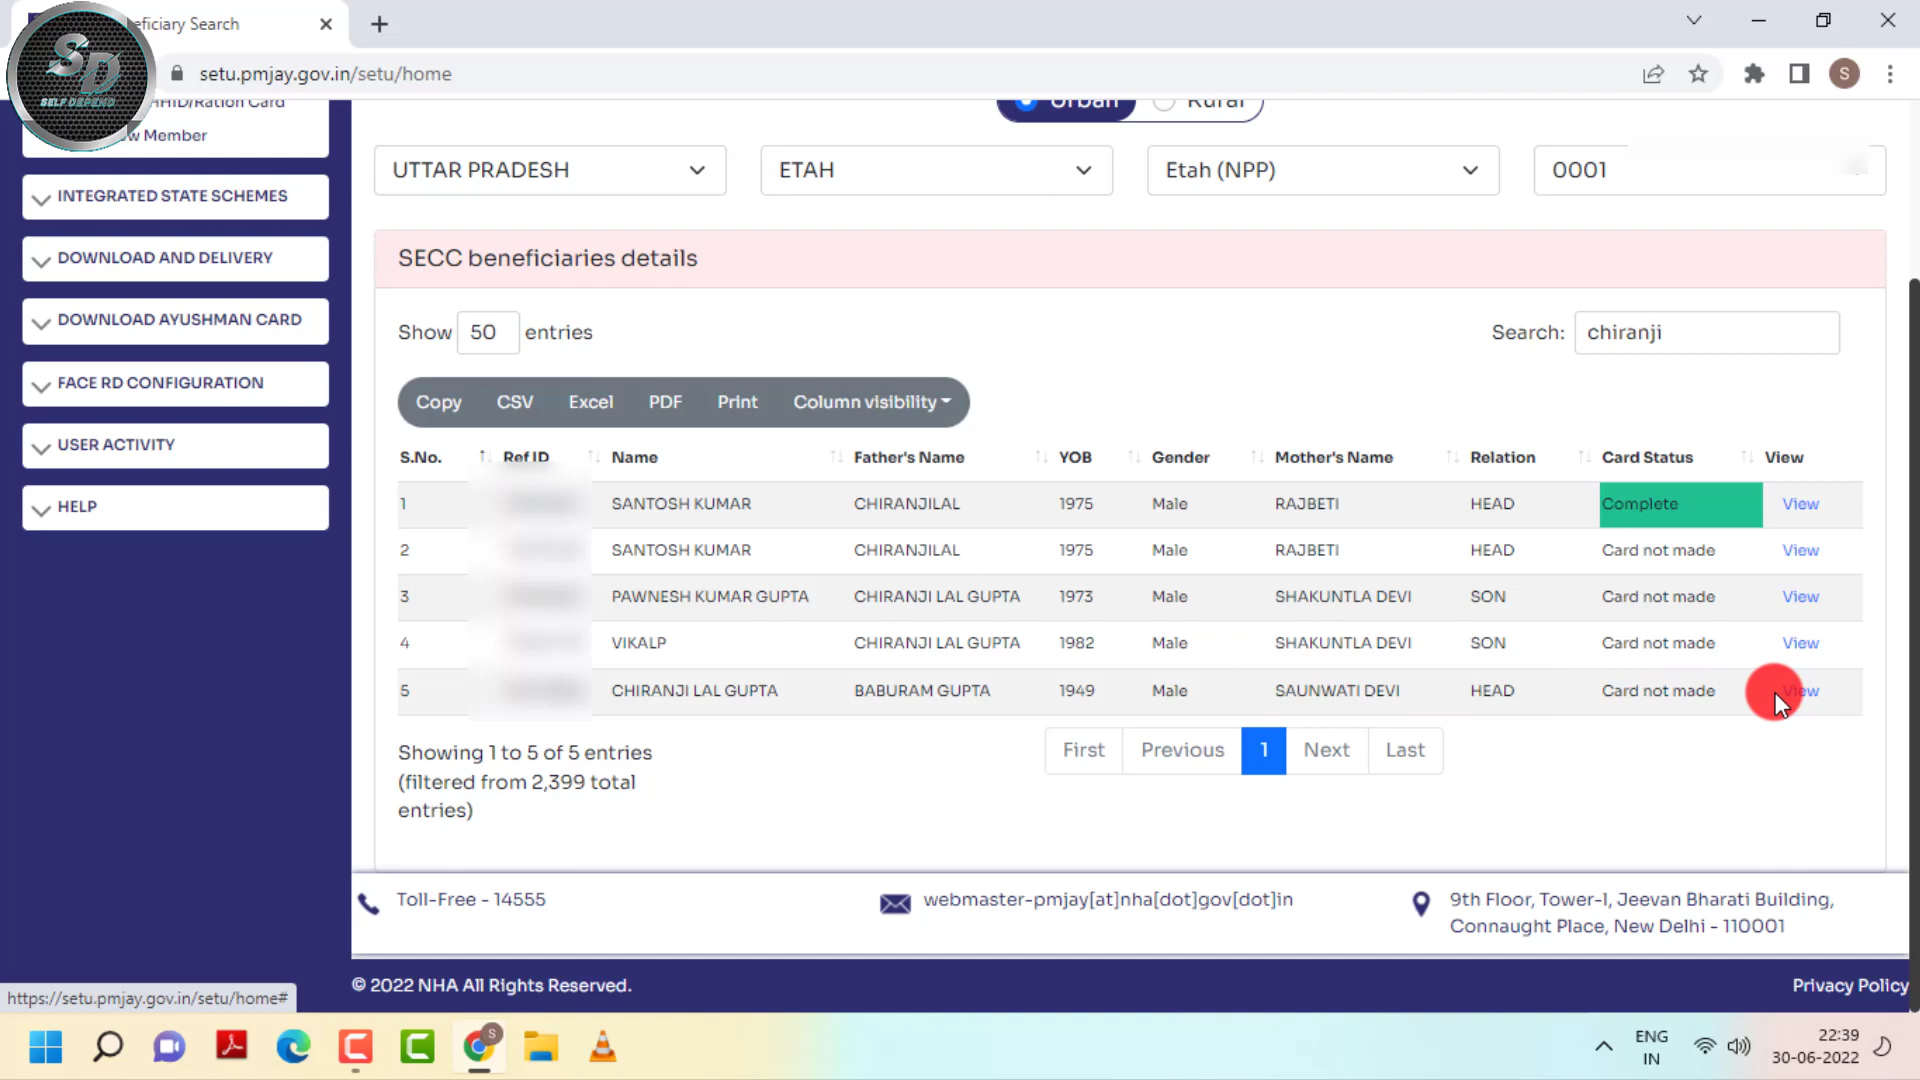 eficiary Search
setu.pmjay.gov.in/setu/home
S
SD
SELF DEPEND
HHID/Ration Card
Member
INTEGRATED STATE SCHEMES
DOWNLOAD AND DELIVERY
DOWNLOAD AYUSHMAN CARD
FACE RD CONFIGURATION
USER ACTIVITY
HELP
Urban Rural
UTTAR PRADESH ETAH Etah (NPP) 0001
SECC beneficiaries details
Show 50 entries Search: chiranji
Copy CSV Excel PDF Print Column visibility
S.No. Ref ID Name Father's Name YOB Gender Mother's Name Relation Card Status View
1 SANTOSH KUMAR CHIRANJILAL 1975 Male RAJBETI HEAD Complete View
2 SANTOSH KUMAR CHIRANJILAL 1975 Male RAJBETI HEAD Card not made View
3 PAWNESH KUMAR GUPTA CHIRANJI LAL GUPTA 1973 Male SHAKUNTLA DEVI SON Card not made View
4 VIKALP CHIRANJI LAL GUPTA 1982 Male SHAKUNTLA DEVI SON Card not made View
5 CHIRANJI LAL GUPTA BABURAM GUPTA 1949 Male SAUNWATI DEVI HEAD Card not made View
Showing 1 to 5 of 5 entries
(filtered from 2,399 total
entries)
First Previous 1 Next Last
Toll-Free - 14555 webmaster-pmjay[at]nha[dot]gov[dot]in 9th Floor, Tower-I, Jeevan Bharati Building,
Connaught Place, New Delhi - 110001
© 2022 NHA All Rights Reserved. Privacy Policy
https://setu.pmjay.gov.in/setu/home#
S
ENG
IN
22:39
30-06-2022